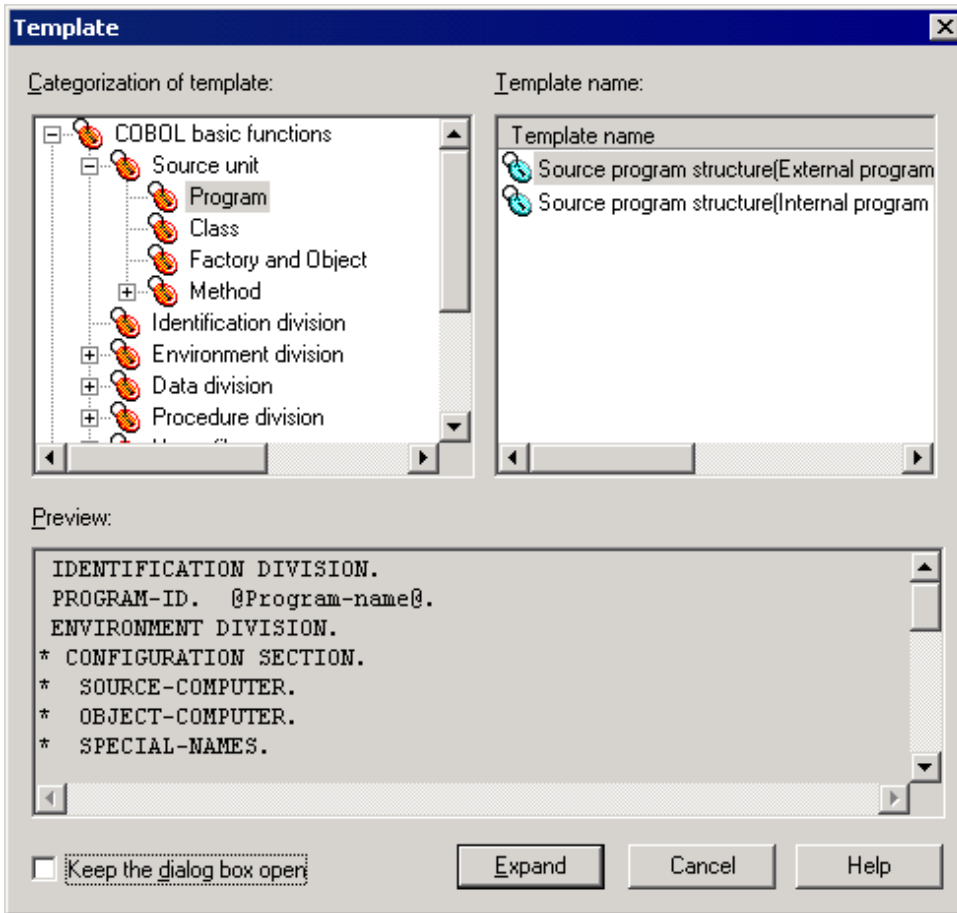 Template
Categorization of template:
Template name:
COBOL basic functions
Source unit
Program
Class
Factory and Object
Method
Identification division
Environment division
Data division
Procedure division
Template name
Source program structure(External program
Source program structure(Internal program
Preview:
IDENTIFICATION DIVISION.
PROGRAM-ID.  @Program-name@.
ENVIRONMENT DIVISION.
* CONFIGURATION SECTION.
*  SOURCE-COMPUTER.
*  OBJECT-COMPUTER.
*  SPECIAL-NAMES.
Keep the dialog box open
Expand
Cancel
Help